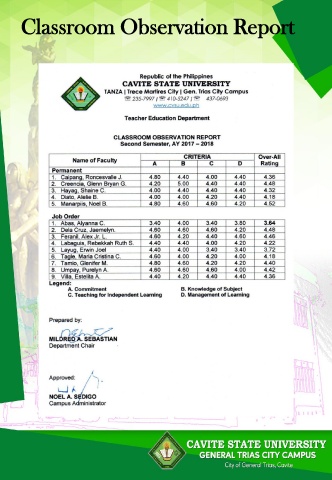 Classroom Observation Report
Republic of the Philippines
CAVITE STATE UNIVERSITY
TANZA | Trece Martires City | Gen. Trias City Campus
☏ 235-7997 | ☏ 410-5247 | ☏ 437-0693
www.cvsu.edu.ph
Teacher Education Department
CLASSROOM OBSERVATION REPORT
Second Semester, AY 2017 – 2018
Name of Faculty CRITERIA Over-All Rating
A B C D
Permanent
1. Caipang, Roncesvalle J. 4.80 4.40 4.00 4.40 4.36
2. Creencia, Glenn Bryan G. 4.20 5.00 4.40 4.40 4.48
3. Hayag, Shaine C. 4.00 4.40 4.40 4.40 4.32
4. Olato, Allelie B. 4.00 4.00 4.20 4.40 4.18
5. Manarpiis, Noel B. 4.80 4.60 4.60 4.20 4.52
Job Order
1. Abas, Alyanna C. 3.40 4.00 3.40 3.80 3.64
2. Dela Cruz, Jaemelyn. 4.60 4.60 4.60 4.20 4.48
3. Feranil, Alex Jr. L. 4.60 4.20 4.40 4.60 4.46
4. Labaguis, Rebekkah Ruth S. 4.40 4.40 4.00 4.20 4.22
5. Layug, Erwin Joel 4.40 4.00 3.40 3.40 3.72
6. Tagle, Maria Cristina C. 4.60 4.00 4.20 4.00 4.18
7. Tamio, Glenifer M. 4.80 4.60 4.20 4.20 4.40
8. Umpay, Purelyn A. 4.60 4.60 4.60 4.00 4.42
9. Villa, Estelita A. 4.40 4.20 4.40 4.40 4.36
Legend:
A. Commitment B. Knowledge of Subject
C. Teaching for Independent Learning D. Management of Learning
Prepared by:
MILDRED A. SEBASTIAN
Department Chair
Approved:
NOEL A. SEDIGO
Campus Administrator
CAVITE STATE UNIVERSITY
GENERAL TRIAS CITY CAMPUS
City of General Trias, Cavite